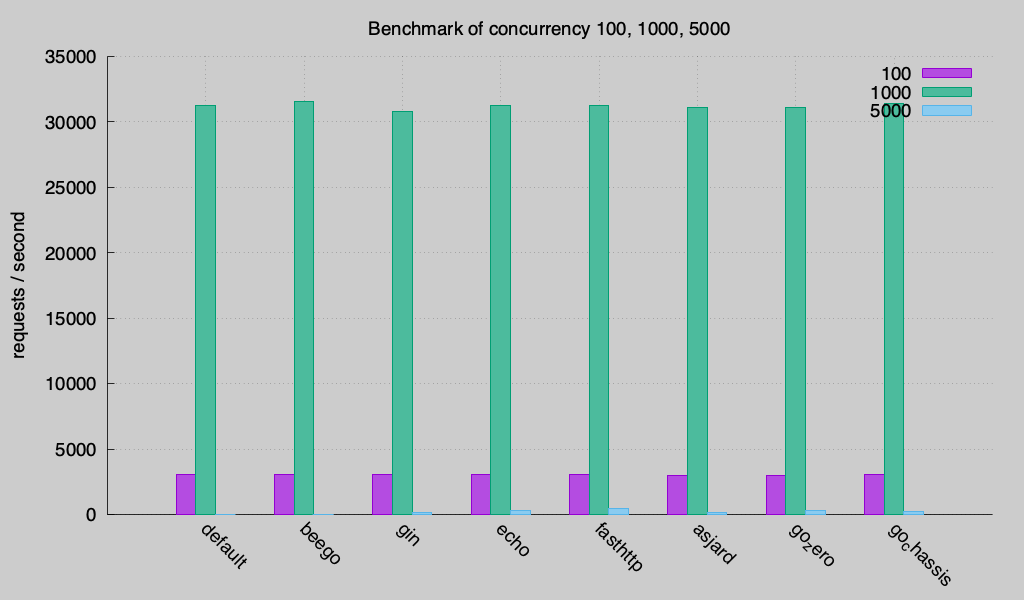 Benchmark of concurrency 100, 1000, 5000
35000
30000
25000
20000
15000
10000
5000
0
requests / second
100
1000
5000
default
beego
gin
echo
fasthttp
asjard
gozero
gochassis